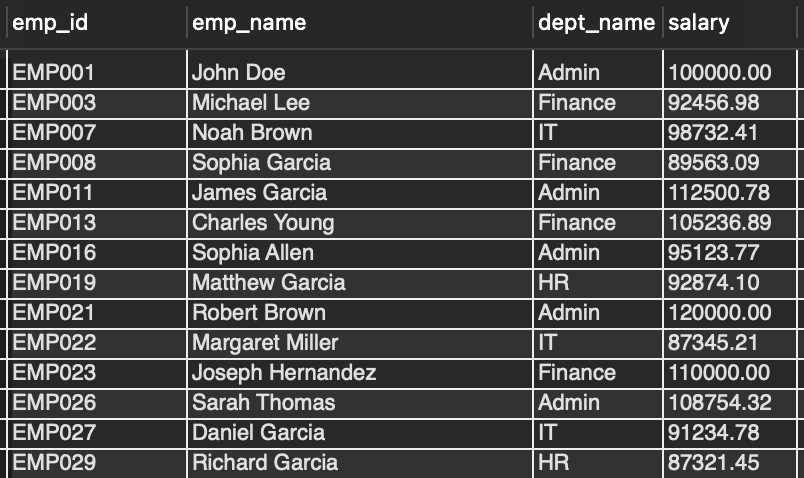 emp_id emp_name dept_name salary
EMP001 John Doe Admin 100000.00
EMP003 Michael Lee Finance 92456.98
EMP007 Noah Brown IT 98732.41
EMP008 Sophia Garcia Finance 89563.09
EMP011 James Garcia Admin 112500.78
EMP013 Charles Young Finance 105236.89
EMP016 Sophia Allen Admin 95123.77
EMP019 Matthew Garcia HR 92874.10
EMP021 Robert Brown Admin 120000.00
EMP022 Margaret Miller IT 87345.21
EMP023 Joseph Hernandez Finance 110000.00
EMP026 Sarah Thomas Admin 108754.32
EMP027 Daniel Garcia IT 91234.78
EMP029 Richard Garcia HR 87321.45